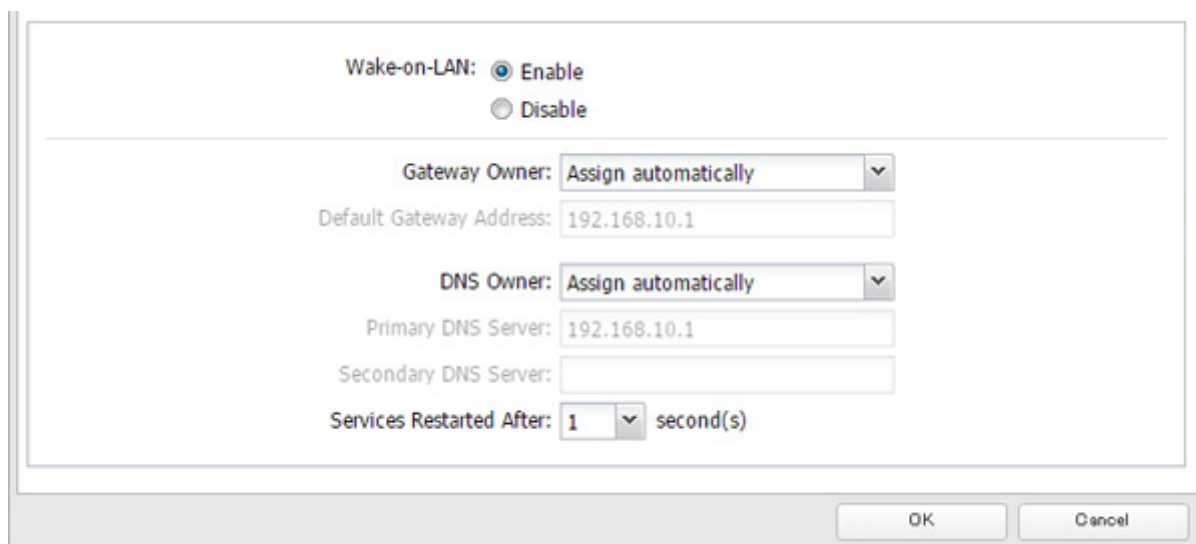 Wake-on-LAN: Enable
Disable
Gateway Owner: Assign automatically
Default Gateway Address: 192.168.10.1
DNS Owner: Assign automatically
Primary DNS Server: 192.168.10.1
Secondary DNS Server:
Services Restarted After: 1 second(s)
OK Cancel